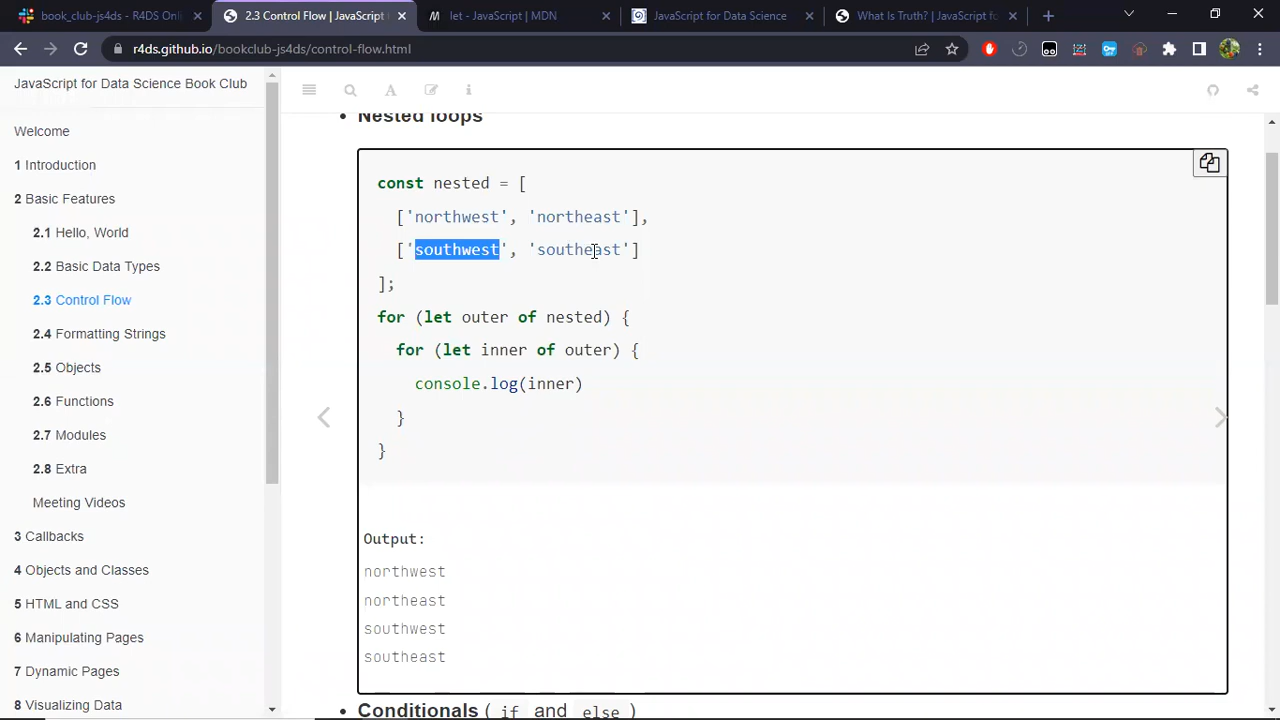 book_club-js4ds - R4DS Onli
2.3 Control Flow | JavaScript
let - JavaScript | MDN
JavaScript for Data Science
What Is Truth? | JavaScript fo
r4ds.github.io/bookclub-js4ds/control-flow.html
JavaScript for Data Science Book Club
Welcome
1 Introduction
2 Basic Features
2.1 Hello, World
2.2 Basic Data Types
2.3 Control Flow
2.4 Formatting Strings
2.5 Objects
2.6 Functions
2.7 Modules
2.8 Extra
Meeting Videos
3 Callbacks
4 Objects and Classes
5 HTML and CSS
6 Manipulating Pages
7 Dynamic Pages
8 Visualizing Data
• Nested loops
const nested = [
['northwest', 'northeast'],
['southwest', 'southeast']
];
for (let outer of nested) {
for (let inner of outer) {
console.log(inner)
}
}
Output:
northwest
northeast
southwest
southeast
• Conditionals ( if and else )